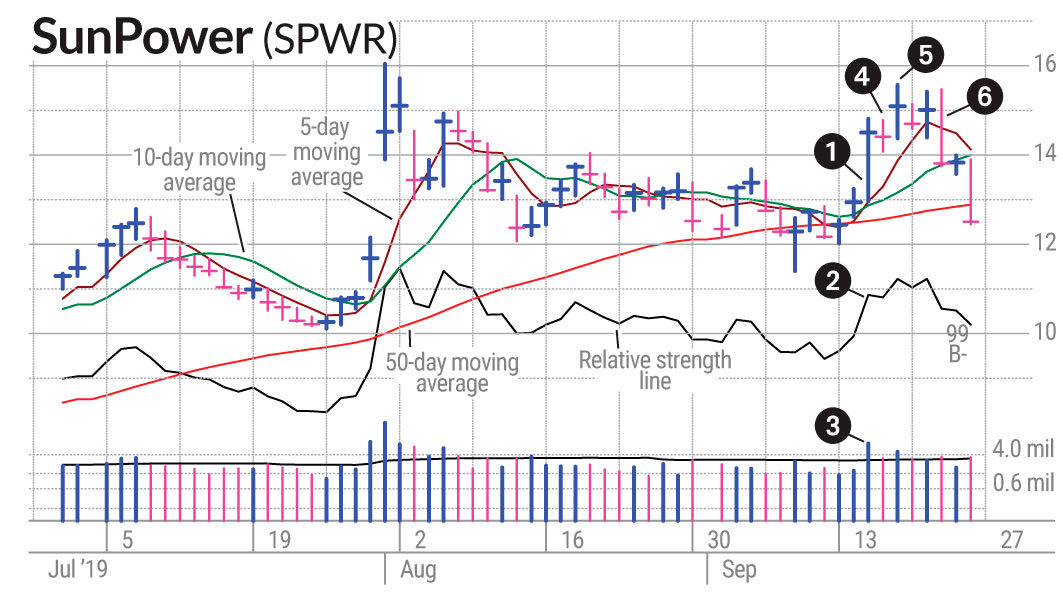 SunPower (SPWR)
16
14
12
10
5-day
moving
average
10-day moving
average
1
4
5
6
2
50-day moving
average
Relative strength
line
99
B-
3
4.0 mil
0.6 mil
5 19 2 16 30 13 27
Jul '19 Aug Sep